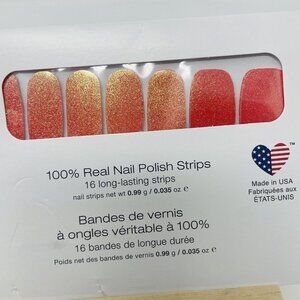 100% Real Nail Polish Strips
16 long-lasting strips
nail strips net wt 0.99 g / 0.035 oz e
™
Made in USA
Fabriquées aux
ÉTATS-UNIS
Bandes de vernis
à ongles véritable à 100%
16 bandes de longue durée
Poids net des bandes de vernis 0.99 g / 0.035 oz e